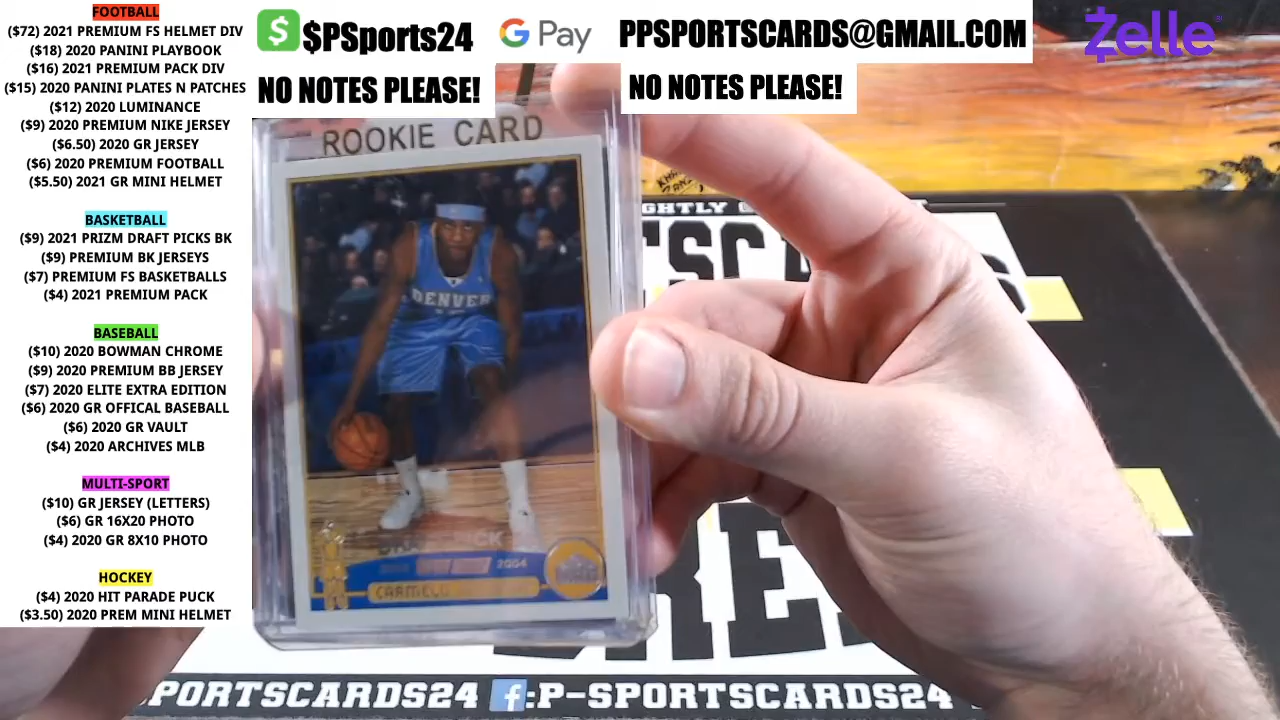 FOOTBALL
($72) 2021 PREMIUM FS HELMET DIV
($18) 2020 PANINI PLAYBOOK
($16) 2021 PREMIUM PACK DIV
($15) 2020 PANINI PLATES N PATCHES
($12) 2020 LUMINANCE
($9) 2020 PREMIUM NIKE JERSEY
($6.50) 2020 GR JERSEY
($6) 2020 PREMIUM FOOTBALL
($5.50) 2021 GR MINI HELMET
BASKETBALL
($9) 2021 PRIZM DRAFT PICKS BK
($9) PREMIUM BK JERSEYS
($7) PREMIUM FS BASKETBALLS
($4) 2021 PREMIUM PACK
BASEBALL
($10) 2020 BOWMAN CHROME
($9) 2020 PREMIUM BB JERSEY
($7) 2020 ELITE EXTRA EDITION
($6) 2020 GR OFFICAL BASEBALL
($6) 2020 GR VAULT
($4) 2020 ARCHIVES MLB
MULTI-SPORT
($10) GR JERSEY (LETTERS)
($6) GR 16X20 PHOTO
($4) 2020 GR 8X10 PHOTO
HOCKEY
($4) 2020 HIT PARADE PUCK
($3.50) 2020 PREM MINI HELMET
$PSports24
NO NOTES PLEASE!
G Pay
PPSPORTSCARDS@GMAIL.COM
NO NOTES PLEASE!
Zelle
ROOKIE CARD
DENVER
2004
CARMELO
PORTSCARDS24 f:P-SPORTSCARDS24